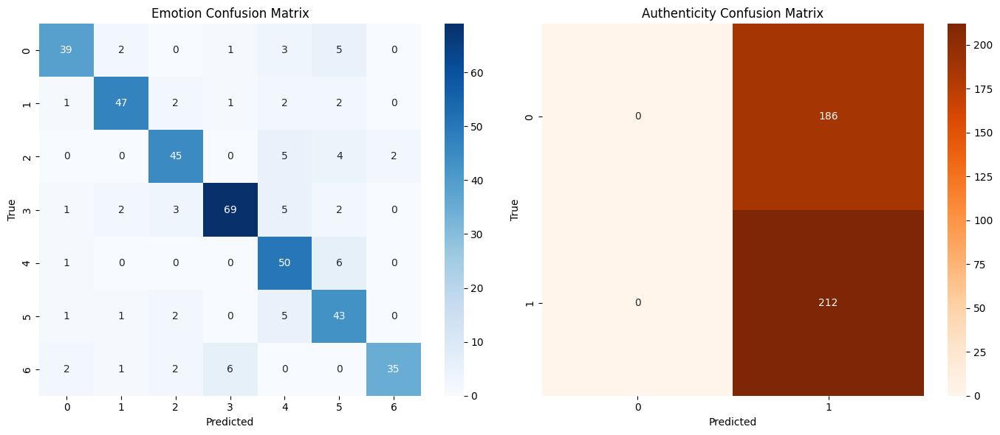 Emotion Confusion Matrix
True
0 39 2 0 1 3 5 0
1 1 47 2 1 2 2 0
2 0 0 45 0 5 4 2
3 1 2 3 69 5 2 0
4 1 0 0 0 50 6 0
5 1 1 2 0 5 43 0
6 2 1 2 6 0 0 35
0 1 2 3 4 5 6
Predicted
60
50
40
30
20
10
0
Authenticity Confusion Matrix
True
0 0 186
1 0 212
0 1
Predicted
200
175
150
125
100
75
50
25
0